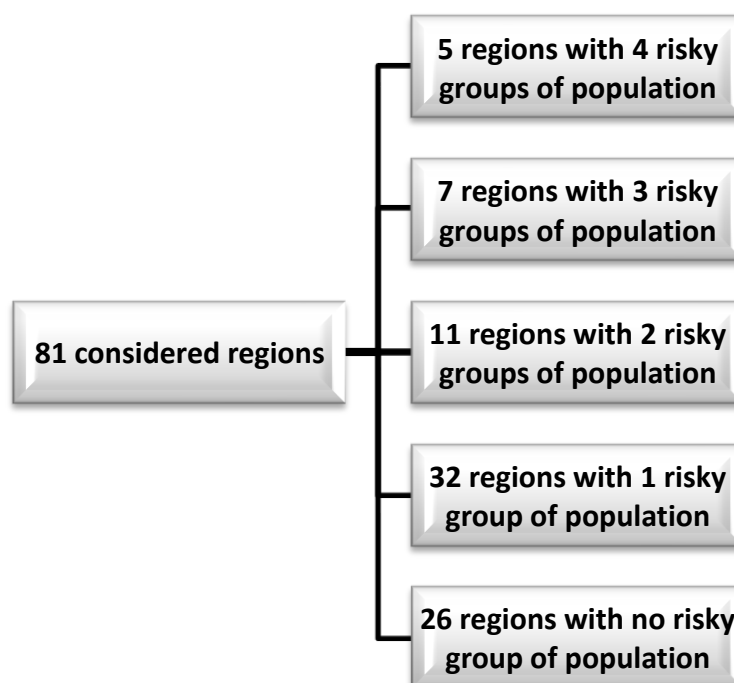 5 regions with 4 risky
groups of population
7 regions with 3 risky
groups of population
81 considered regions
11 regions with 2 risky
groups of population
32 regions with 1 risky
group of population
26 regions with no risky
group of population